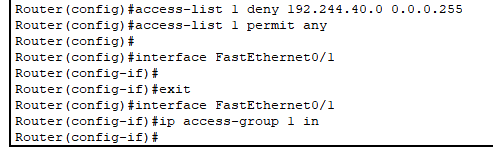 Router(config)#access-list 1 deny 192.244.40.0 0.0.0.255
Router(config)#access-list 1 permit any
Router(config)#
Router(config)#interface FastEthernet0/1
Router(config-if)#
Router(config-if)#exit
Router(config)#interface FastEthernet0/1
Router(config-if)#ip access-group 1 in
Router(config-if)#